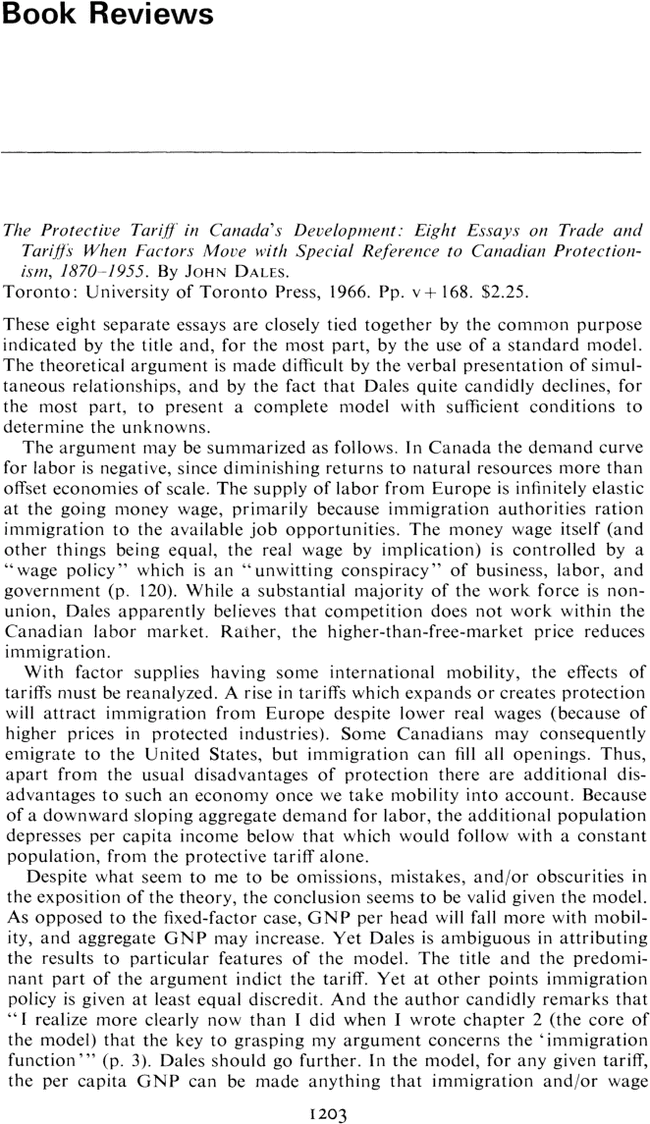 Book Reviews
The Protective Tariff in Canada's Development: Eight Essays on Trade and
Tariffs When Factors Move with Special Reference to Canadian Protection-
ism, 1870–1955. By JOHN DALES.
Toronto: University of Toronto Press, 1966. Pp. v + 168. $2.25.
These eight separate essays are closely tied together by the common purpose
indicated by the title and, for the most part, by the use of a standard model.
The theoretical argument is made difficult by the verbal presentation of simul-
taneous relationships, and by the fact that Dales quite candidly declines, for
the most part, to present a complete model with sufficient conditions to
determine the unknowns.
The argument may be summarized as follows. In Canada the demand curve
for labor is negative, since diminishing returns to natural resources more than
offset economies of scale. The supply of labor from Europe is infinitely elastic
at the going money wage, primarily because immigration authorities ration
immigration to the available job opportunities. The money wage itself (and
other things being equal, the real wage by implication) is controlled by a
“wage policy” which is an “unwitting conspiracy” of business, labor, and
government (p. 120). While a substantial majority of the work force is non-
union, Dales apparently believes that competition does not work within the
Canadian labor market. Rather, the higher-than-free-market price reduces
immigration.
With factor supplies having some international mobility, the effects of
tariffs must be reanalyzed. A rise in tariffs which expands or creates protection
will attract immigration from Europe despite lower real wages (because of
higher prices in protected industries). Some Canadians may consequently
emigrate to the United States, but immigration can fill all openings. Thus,
apart from the usual disadvantages of protection there are additional dis-
advantages to such an economy once we take mobility into account. Because
of a downward sloping aggregate demand for labor, the additional population
depresses per capita income below that which would follow with a constant
population, from the protective tariff alone.
Despite what seem to me to be omissions, mistakes, and/or obscurities in
the exposition of the theory, the conclusion seems to be valid given the model.
As opposed to the fixed-factor case, GNP per head will fall more with mobil-
ity, and aggregate GNP may increase. Yet Dales is ambiguous in attributing
the results to particular features of the model. The title and the predomi-
nant part of the argument indict the tariff. Yet at other points immigration
policy is given at least equal discredit. And the author candidly remarks that
“I realize more clearly now than I did when I wrote chapter 2 (the core of
the model) that the key to grasping my argument concerns the ‘immigration
function’” (p. 3). Dales should go further. In the model, for any given tariff,
the per capita GNP can be made anything that immigration and/or wage
1203